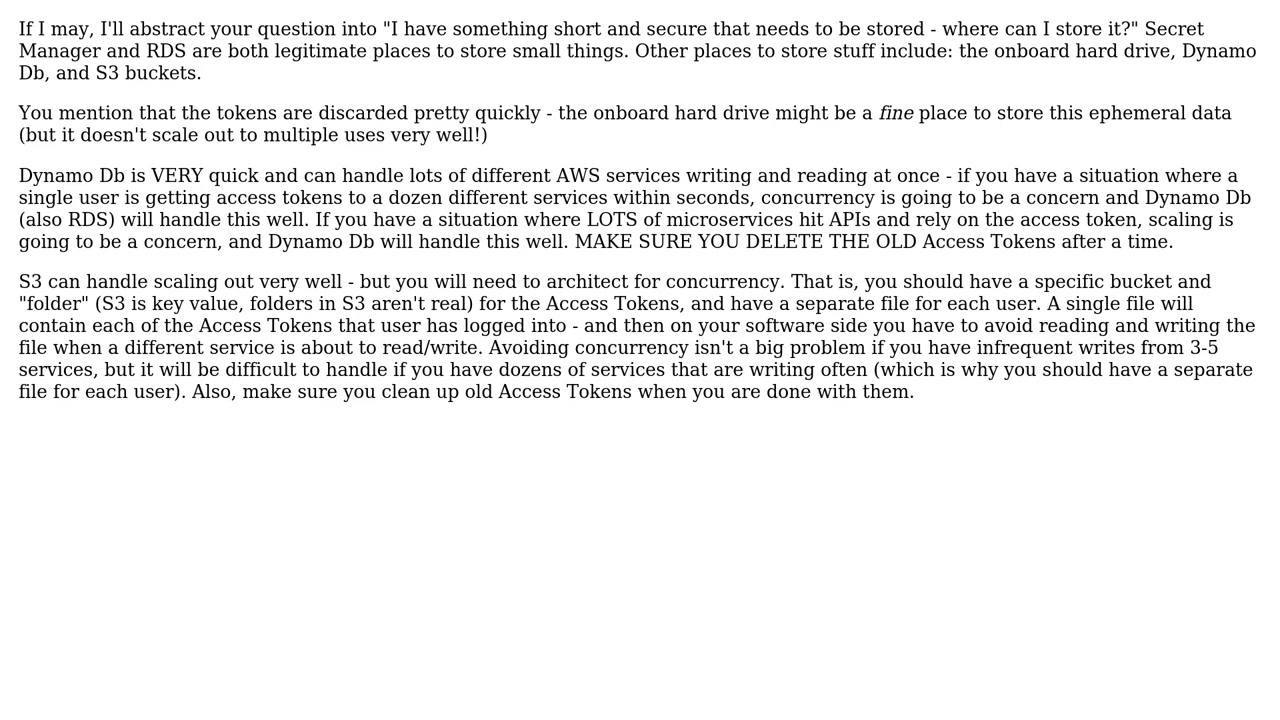 If I may, I'll abstract your question into "I have something short and secure that needs to be stored - where can I store it?" Secret
Manager and RDS are both legitimate places to store small things. Other places to store stuff include: the onboard hard drive, Dynamo
Db, and S3 buckets.
You mention that the tokens are discarded pretty quickly - the onboard hard drive might be a fine place to store this ephemeral data
(but it doesn't scale out to multiple uses very well!)
Dynamo Db is VERY quick and can handle lots of different AWS services writing and reading at once - if you have a situation where a
single user is getting access tokens to a dozen different services within seconds, concurrency is going to be a concern and Dynamo Db
(also RDS) will handle this well. If you have a situation where LOTS of microservices hit APIs and rely on the access token, scaling is
going to be a concern, and Dynamo Db will handle this well. MAKE SURE YOU DELETE THE OLD Access Tokens after a time.
S3 can handle scaling out very well - but you will need to architect for concurrency. That is, you should have a specific bucket and
"folder" (S3 is key value, folders in S3 aren't real) for the Access Tokens, and have a separate file for each user. A single file will
contain each of the Access Tokens that user has logged into - and then on your software side you have to avoid reading and writing the
file when a different service is about to read/write. Avoiding concurrency isn't a big problem if you have infrequent writes from 3-5
services, but it will be difficult to handle if you have dozens of services that are writing often (which is why you should have a separate
file for each user). Also, make sure you clean up old Access Tokens when you are done with them.